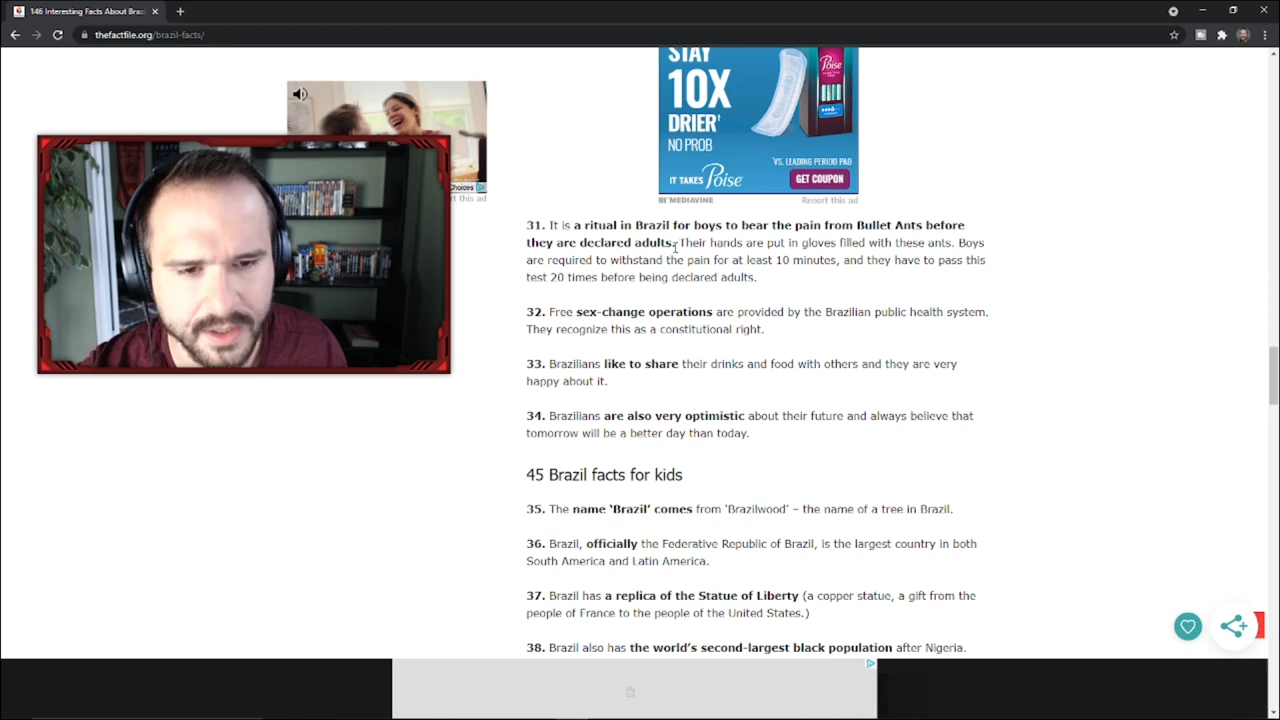 146 Interesting Facts About Braz
thefactfile.org/brazil-facts/
STAY
10X
DRIER†
NO PROB
Poise
†VS. LEADING PERIOD PAD
IT TAKES Poise
GET COUPON
Choices
rt this ad
MEDIAVINE
Report this ad
31. It is a ritual in Brazil for boys to bear the pain from Bullet Ants before
they are declared adults. Their hands are put in gloves filled with these ants. Boys
are required to withstand the pain for at least 10 minutes, and they have to pass this
test 20 times before being declared adults.
32. Free sex-change operations are provided by the Brazilian public health system.
They recognize this as a constitutional right.
33. Brazilians like to share their drinks and food with others and they are very
happy about it.
34. Brazilians are also very optimistic about their future and always believe that
tomorrow will be a better day than today.
45 Brazil facts for kids
35. The name ‘Brazil’ comes from ‘Brazilwood’ – the name of a tree in Brazil.
36. Brazil, officially the Federative Republic of Brazil, is the largest country in both
South America and Latin America.
37. Brazil has a replica of the Statue of Liberty (a copper statue, a gift from the
people of France to the people of the United States.)
38. Brazil also has the world’s second-largest black population after Nigeria.